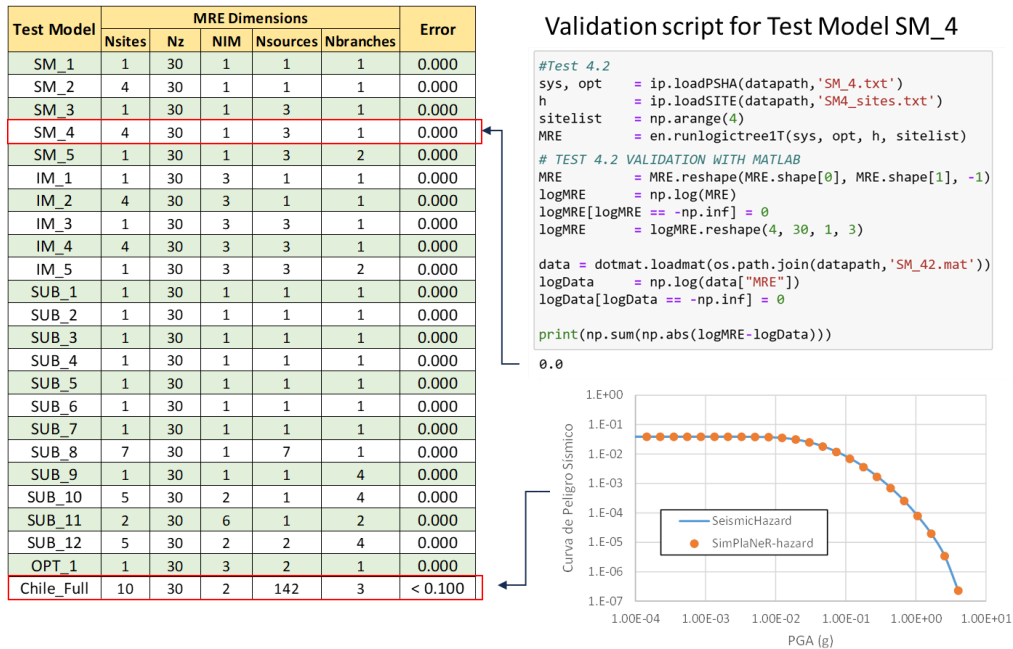 Test Model MRE Dimensions Error
Nsites Nz NIM Nsources Nbranches
SM_1 1 30 1 1 1 0.000
SM_2 4 30 1 1 1 0.000
SM_3 1 30 1 3 1 0.000
SM_4 4 30 1 3 1 0.000
SM_5 1 30 1 3 2 0.000
IM_1 1 30 3 1 1 0.000
IM_2 4 30 3 1 1 0.000
IM_3 1 30 3 3 1 0.000
IM_4 4 30 3 3 1 0.000
IM_5 1 30 3 3 2 0.000
SUB_1 1 30 1 1 1 0.000
SUB_2 1 30 1 1 1 0.000
SUB_3 1 30 1 1 1 0.000
SUB_4 1 30 1 1 1 0.000
SUB_5 1 30 1 1 1 0.000
SUB_6 1 30 1 1 1 0.000
SUB_7 1 30 1 1 1 0.000
SUB_8 7 30 1 7 1 0.000
SUB_9 1 30 1 1 4 0.000
SUB_10 5 30 2 1 4 0.000
SUB_11 2 30 6 1 2 0.000
SUB_12 5 30 2 2 4 0.000
OPT_1 1 30 3 2 1 0.000
Chile_Full 10 30 2 142 3 < 0.100
Validation script for Test Model SM_4
#Test 4.2
sys, opt = ip.loadPSHA(datapath,'SM_4.txt')
h = ip.loadSITE(datapath,'SM4_sites.txt')
sitelist = np.arange(4)
MRE = en.runlogictree1T(sys, opt, h, sitelist)
# TEST 4.2 VALIDATION WITH MATLAB
MRE = MRE.reshape(MRE.shape[0], MRE.shape[1], -1)
logMRE = np.log(MRE)
logMRE[logMRE == -np.inf] = 0
logMRE = logMRE.reshape(4, 30, 1, 3)
data = dotmat.loadmat(os.path.join(datapath,'SM_42.mat'))
logData = np.log(data["MRE"])
logData[logData == -np.inf] = 0
print(np.sum(np.abs(logMRE-logData)))
0.0
Curva de Peligro Sísmico
1.E+00
1.E-01
1.E-02
1.E-03
1.E-04
1.E-05
1.E-06
1.E-07
SeismicHazard
SimPlaNeR-hazard
1.00E-04 1.00E-03 1.00E-02 1.00E-01 1.00E+00 1.00E+01
PGA (g)